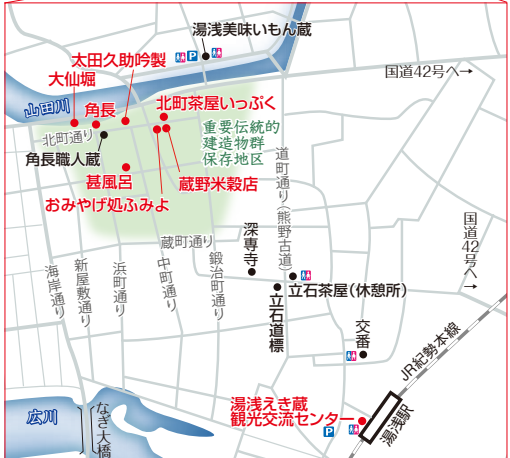 湯浅美味いもん蔵
P
太田久助吟製
大仙堀
国道42号へ→
山田川
角長
北町茶屋いっぷく
北町通り
重要伝統的
建造物群
保存地区
角長職人蔵
甚風呂
蔵野米穀店
おみやげ処ふみよ
道町通り(熊野古道)
国道42号へ→
蔵町通り
深専寺
海岸通り
新屋敷通り
浜町通り
中町通り
鍛冶町通り
立石茶屋(休憩所)
立石道標
交番
JR紀勢本線
湯浅えき蔵
観光交流センター
P
湯浅駅
広川
なぎ大橋